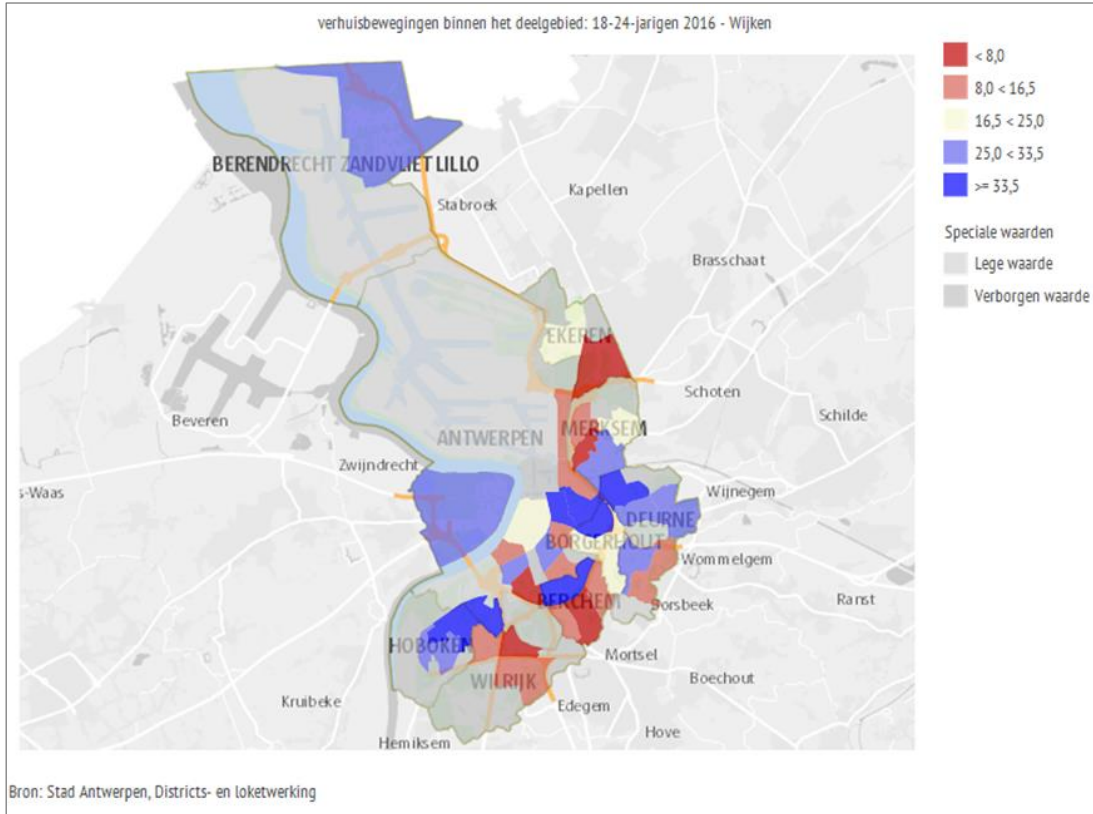 verhuisbewegingen binnen het deelgebied: 18-24-jarigen 2016 - Wijken
< 8,0
8,0 < 16,5
16,5 < 25,0
25,0 < 33,5
>= 33,5
Speciale waarden
Lege waarde
Verborgen waarde
BERENDRECHT ZANDVLIET LILLO
Kapellen
Stabroek
Brasschaat
EKEREN
Schoten
Schilde
Beveren
ANTWERPEN
MERKSEM
Zwijndrecht
s-Waas
Wijnegem
DEURNE
BORGERHOUT
Wommelgem
Ranst
BERCHEM
Borsbeek
HOBOKEN
Mortsel
Boechout
WILRIJK
Kruibeke
Edegem
Hove
Hemiksem
Bron: Stad Antwerpen, Districts- en loketwerking